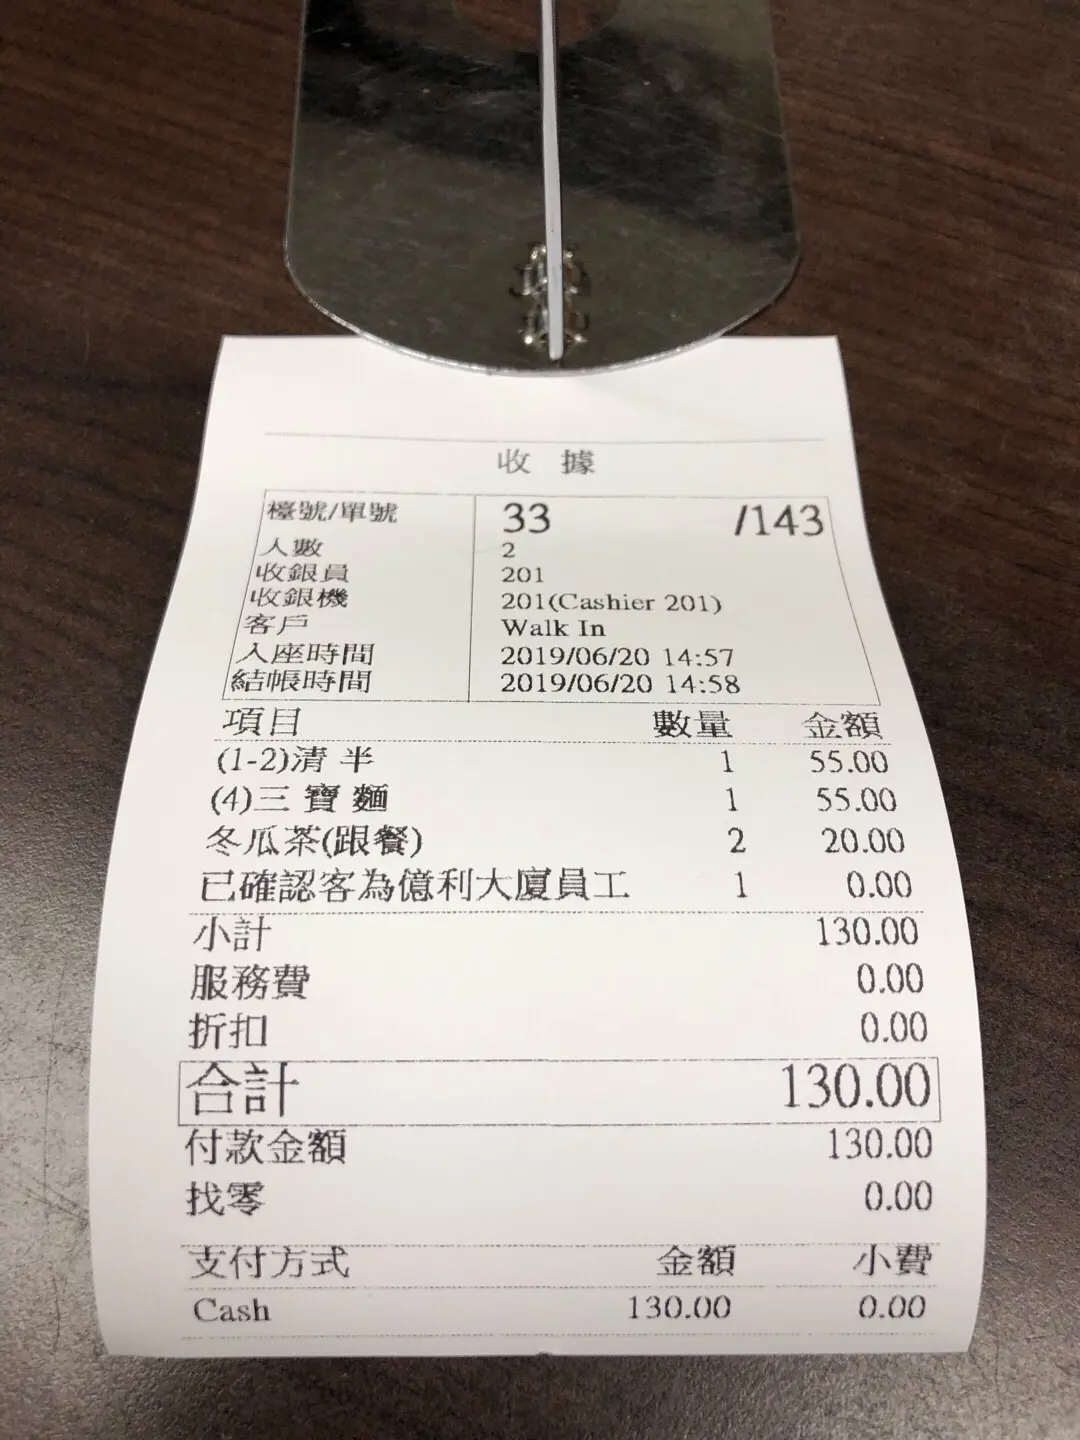 收 據
檯號/單號 33 /143
人數 2
收銀員 201
收銀機 201(Cashier 201)
客戶 Walk In
入座時間 2019/06/20 14:57
結帳時間 2019/06/20 14:58
項目 數量 金額
(1-2)清 半 1 55.00
(4)三 寶 麵 1 55.00
冬瓜茶(跟餐) 2 20.00
已確認客為億利大廈員工 1 0.00
小計 130.00
服務費 0.00
折扣 0.00
合計 130.00
付款金額 130.00
找零 0.00
支付方式 金額 小費
Cash 130.00 0.00